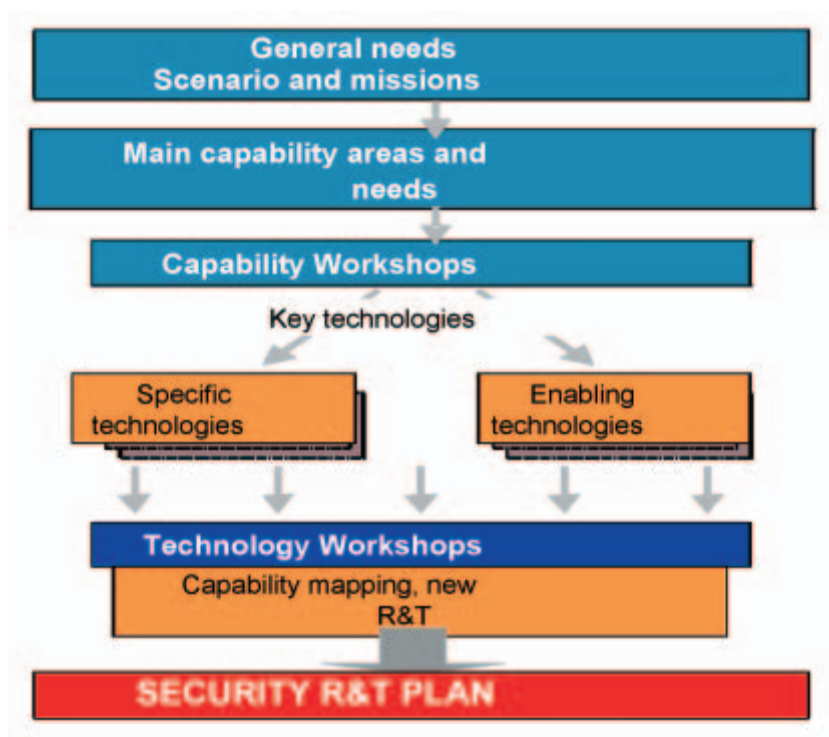 General needs
Scenario and missions
Main capability areas and
needs
Capability Workshops
Key technologies
Specific
technologies
Enabling
technologies
Technology Workshops
Capability mapping, new
R&T
SECURITY R&T PLAN